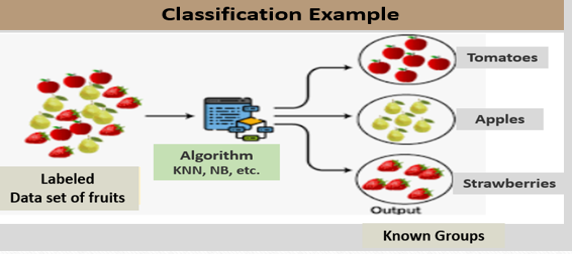 Classification Example
Labeled
Data set of fruits
Algorithm
KNN, NB, etc.
Tomatoes
Apples
Strawberries
Output
Known Groups